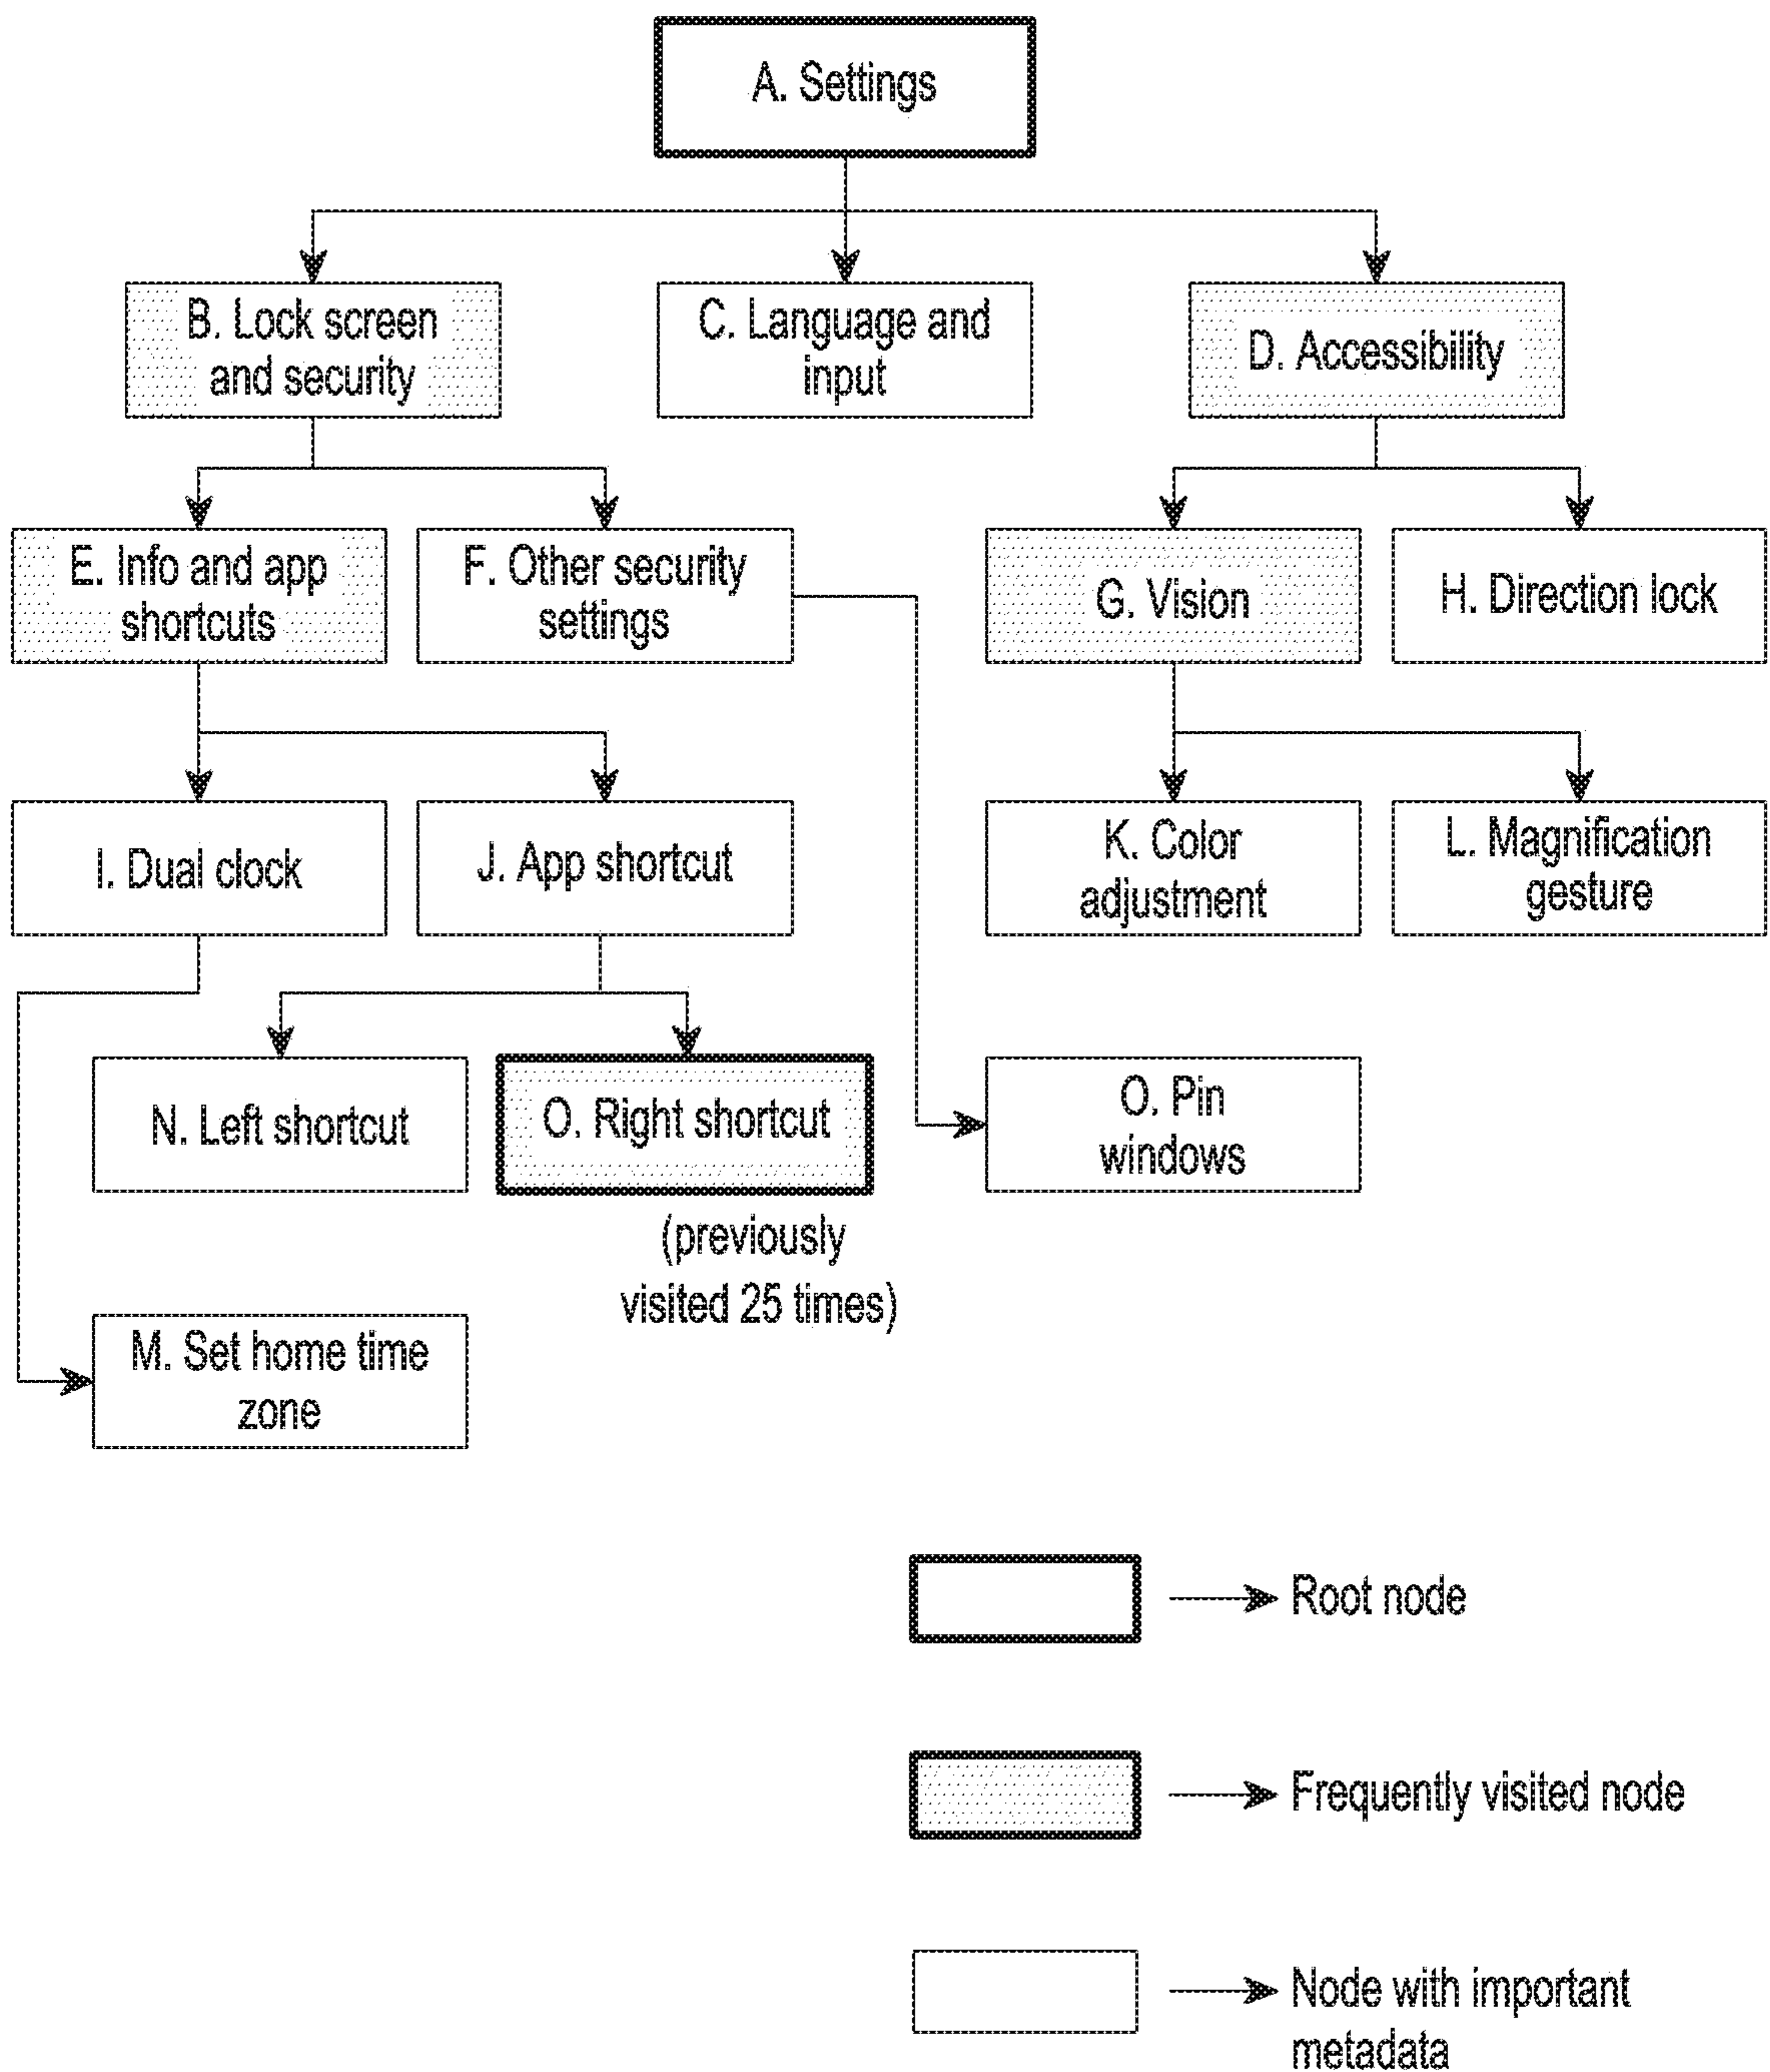 A. Settings
B. Lock screen
and security
C. Language and
input
D. Accessibility
E. Info and app
shortcuts
F. Other security
settings
G. Vision
H. Direction lock
I. Dual clock
J. App shortcut
K. Color
adjustment
L. Magnification
gesture
N. Left shortcut
O. Right shortcut
O. Pin
windows
(previously
visited 25 times)
M. Set home time
zone
Root node
Frequently visited node
Node with important
metadata